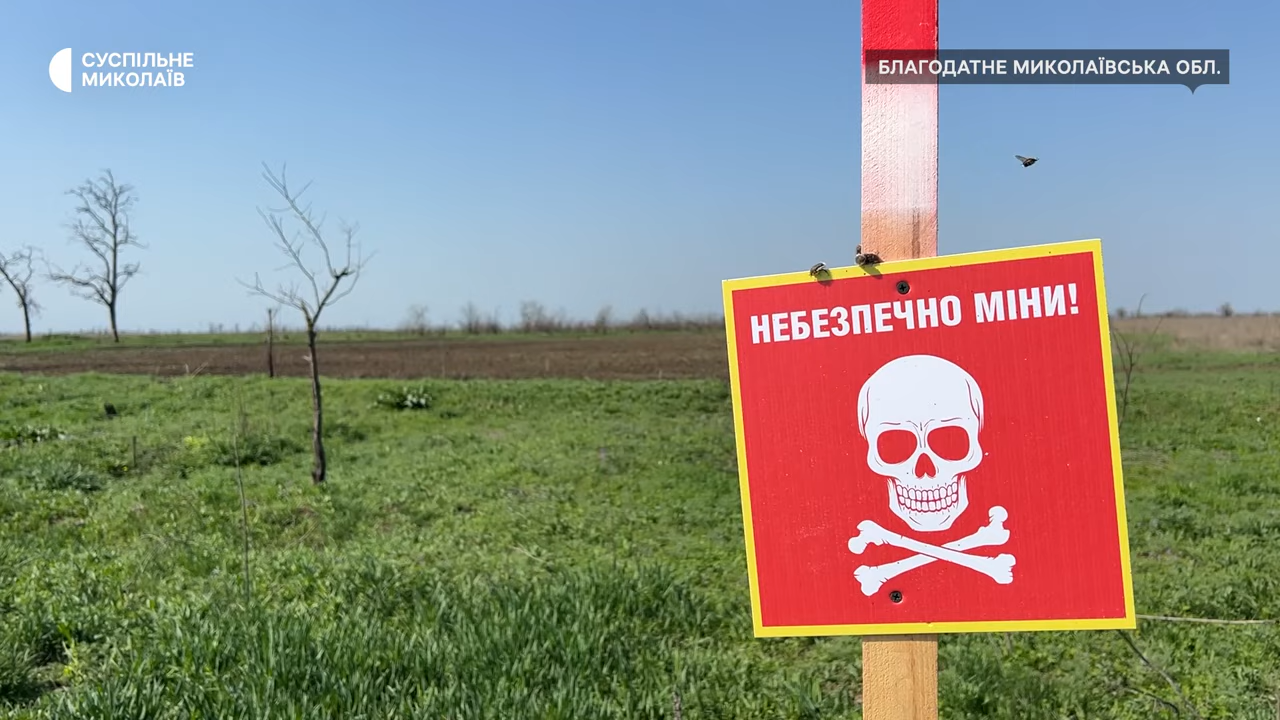 СУСПІЛЬНЕ
МИКОЛАЇВ
БЛАГОДАТНЕ МИКОЛАЇВСЬКА ОБЛ.
НЕБЕЗПЕЧНО МІНИ!